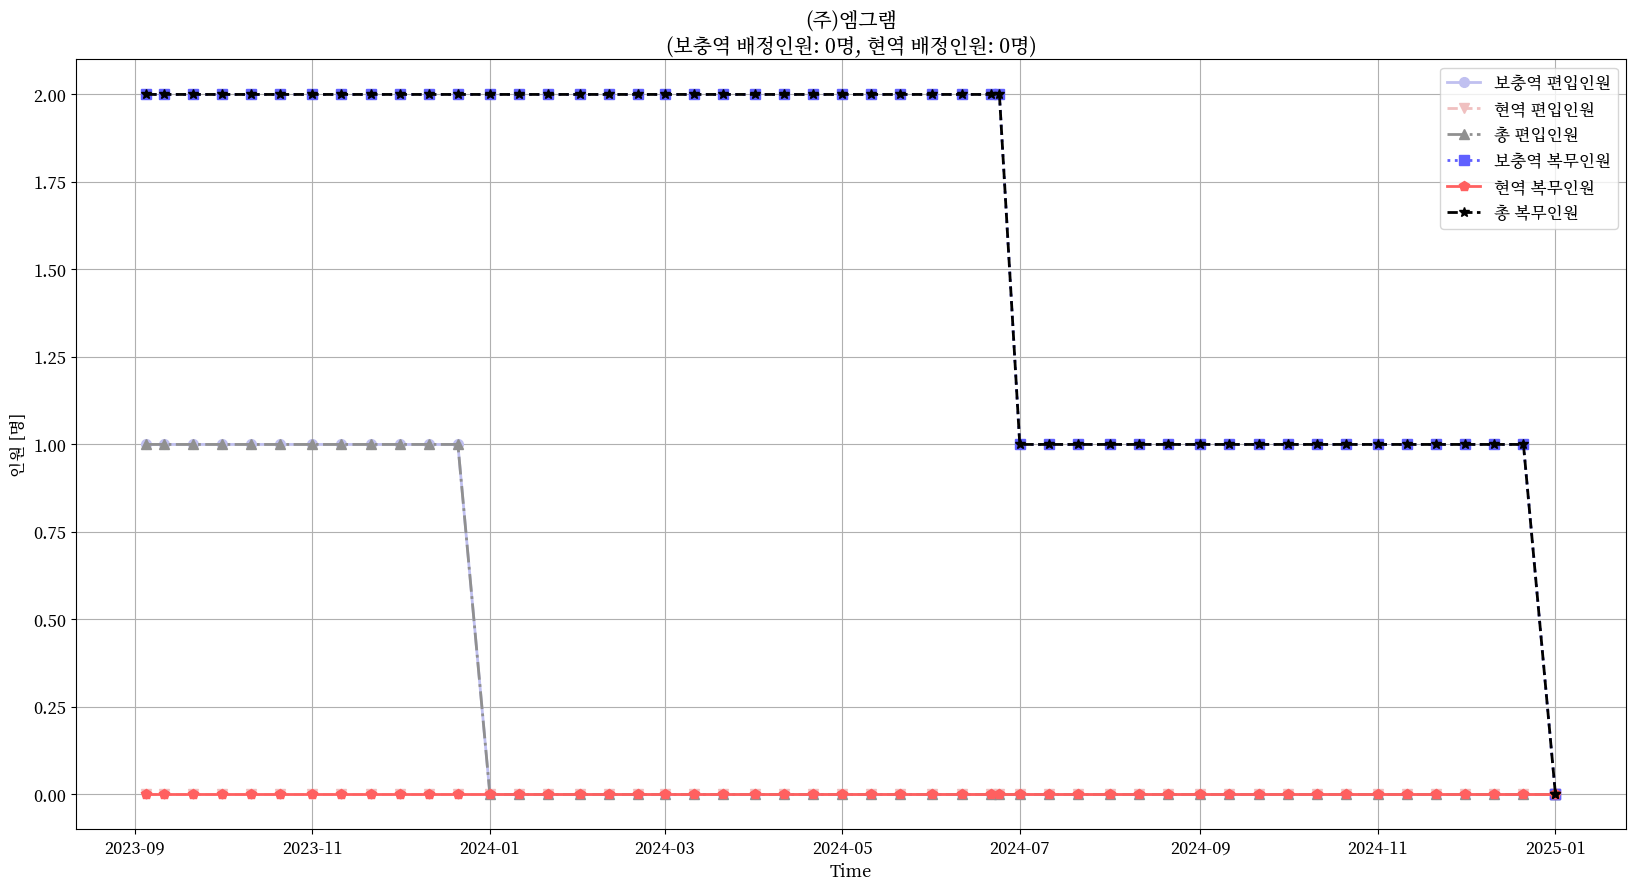 (주)엠그램
(보충역 배정인원: 0명, 현역 배정인원: 0명)
보충역 편입인원
현역 편입인원
총 편입인원
보충역 복무인원
현역 복무인원
총 복무인원
인원 [명]
2.00
1.75
1.50
1.25
1.00
0.75
0.50
0.25
0.00
2023-09 2023-11 2024-01 2024-03 2024-05 2024-07 2024-09 2024-11 2025-01
Time